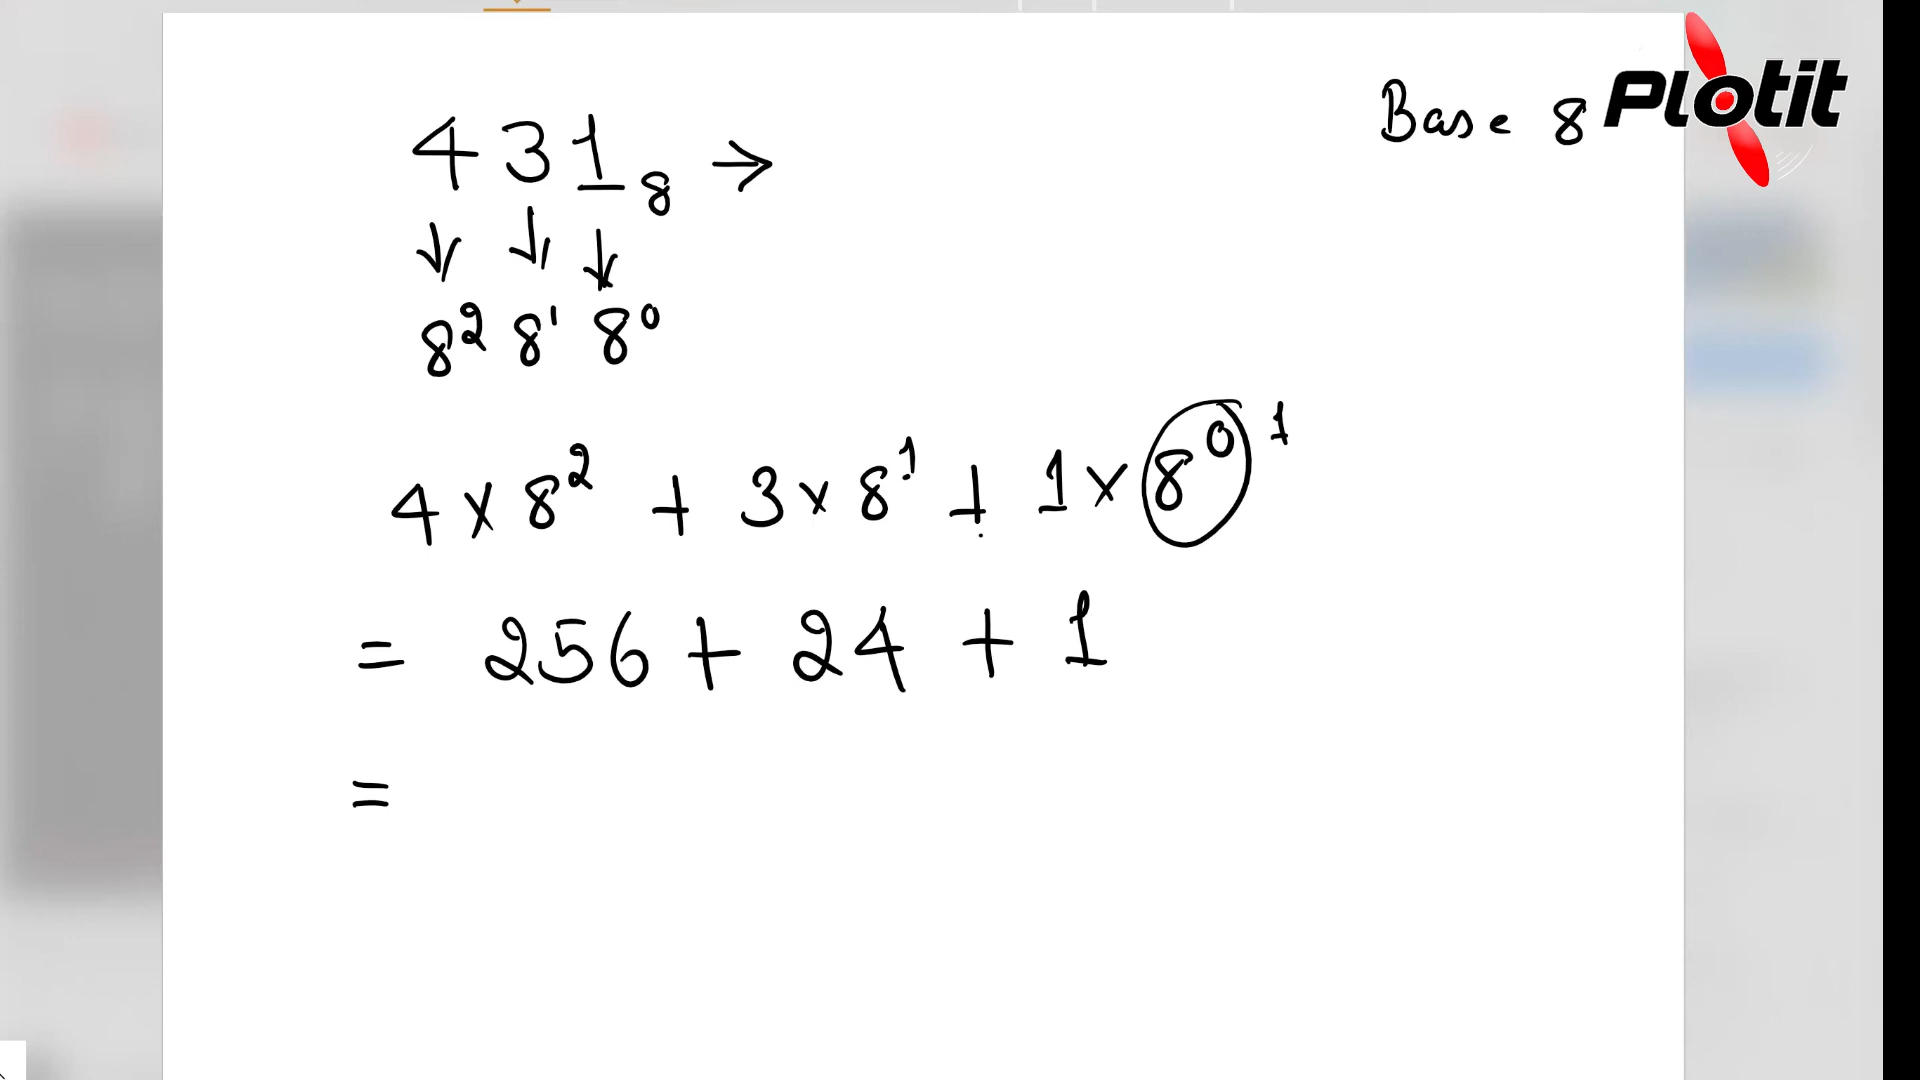 431₈ →
Base 8
Plotit
8² 8¹ 8⁰
4 × 8² + 3 × 8¹ + 1 × 8⁰ 1
= 256 + 24 + 1
=